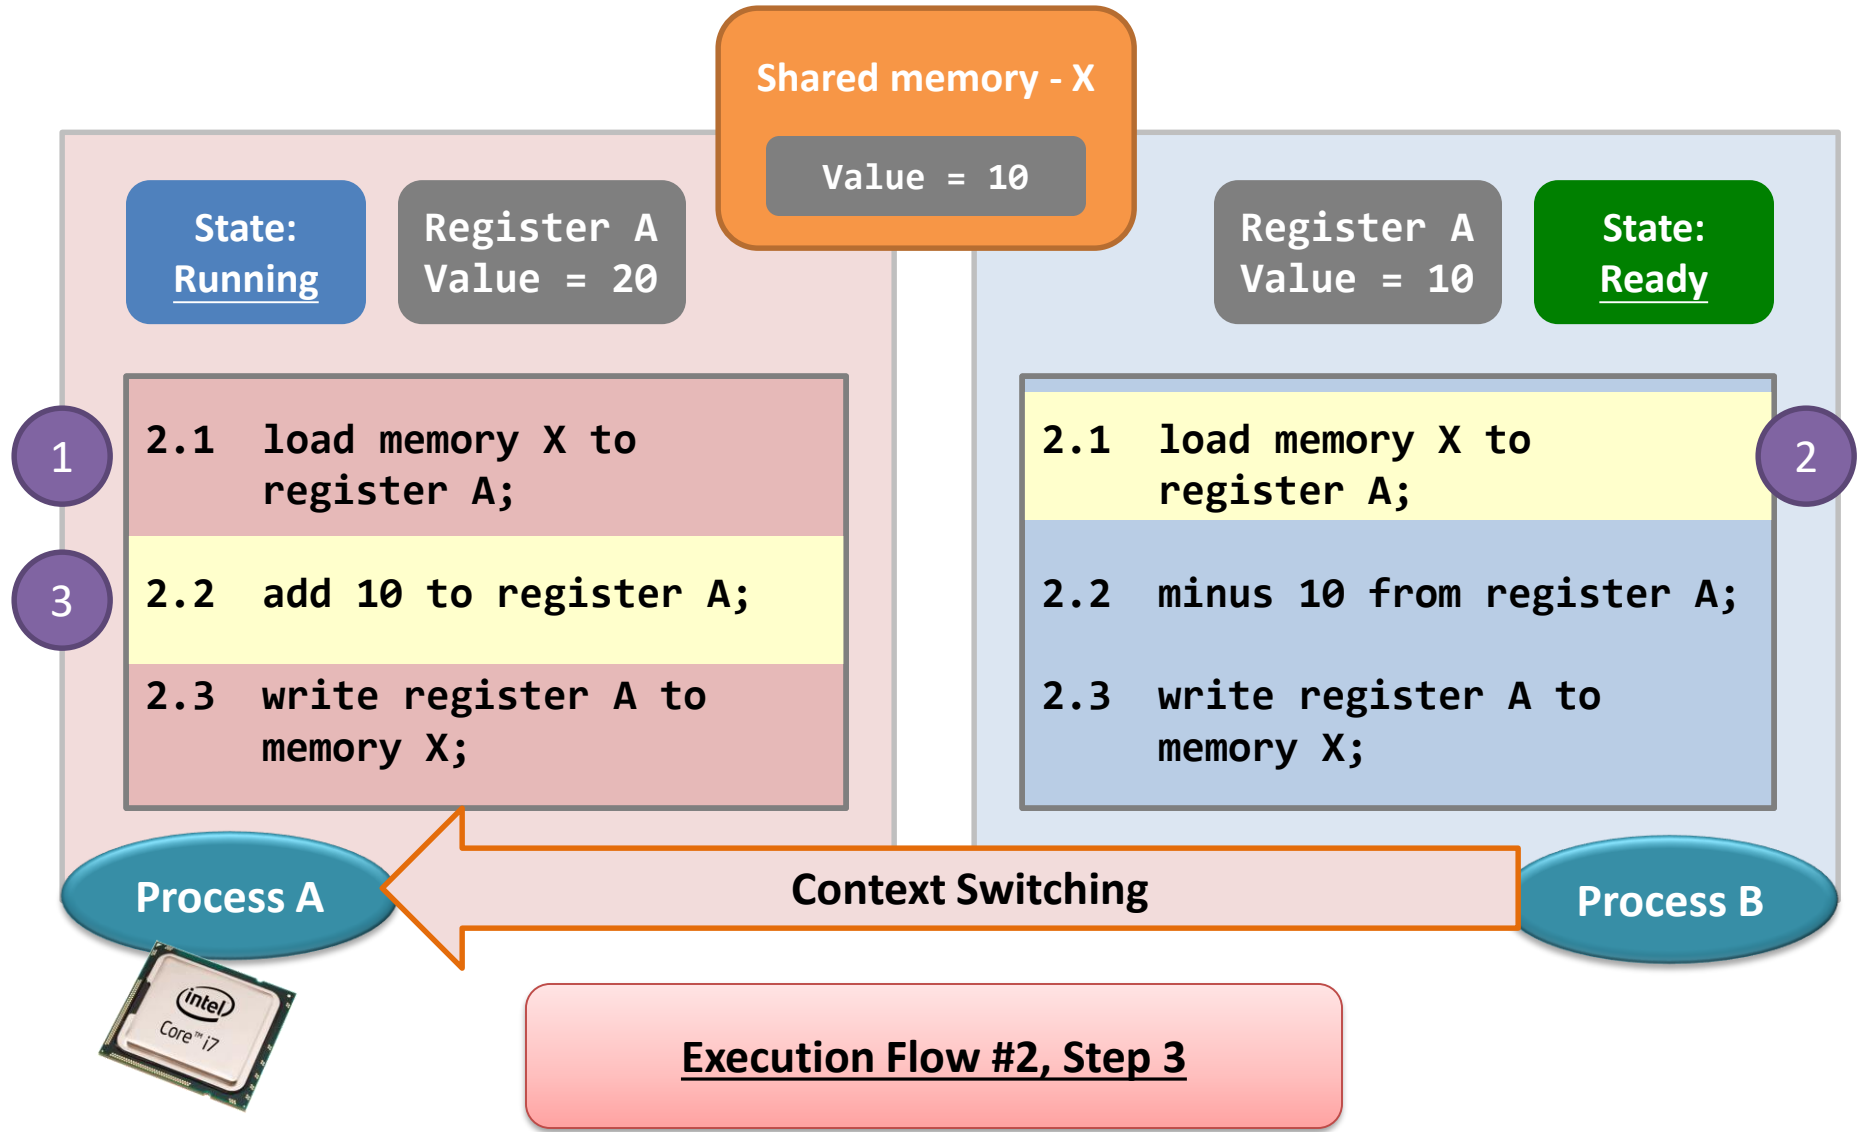 Shared memory - X
Value = 10
State:
Running
Register A
Value = 20
Register A
Value = 10
State:
Ready
1
2.1 load memory X to
register A;
3
2.2 add 10 to register A;
2.3 write register A to
memory X;
2.1 load memory X to
register A;
2
2.2 minus 10 from register A;
2.3 write register A to
memory X;
Process A
Context Switching
Process B
intel
Core™ i7
Execution Flow #2, Step 3